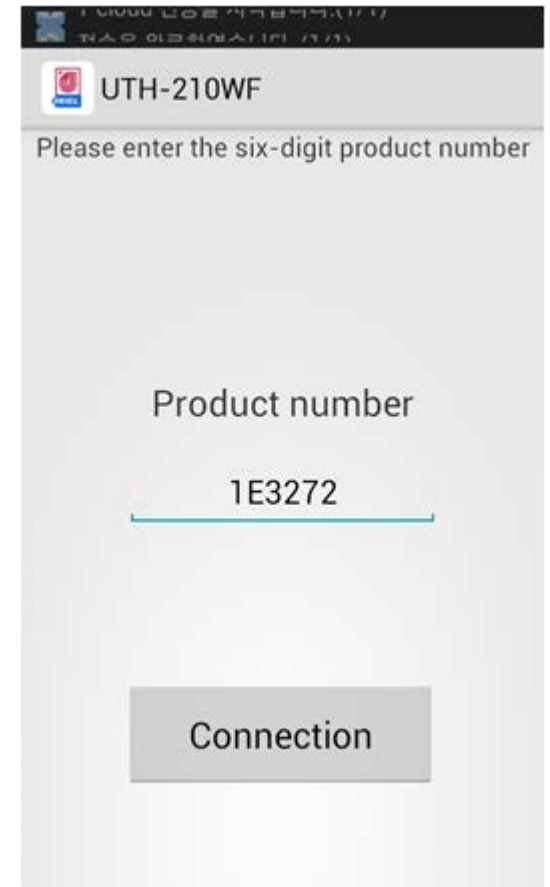 UTH-210WF
Please enter the six-digit product number
Product number
1E3272
Connection